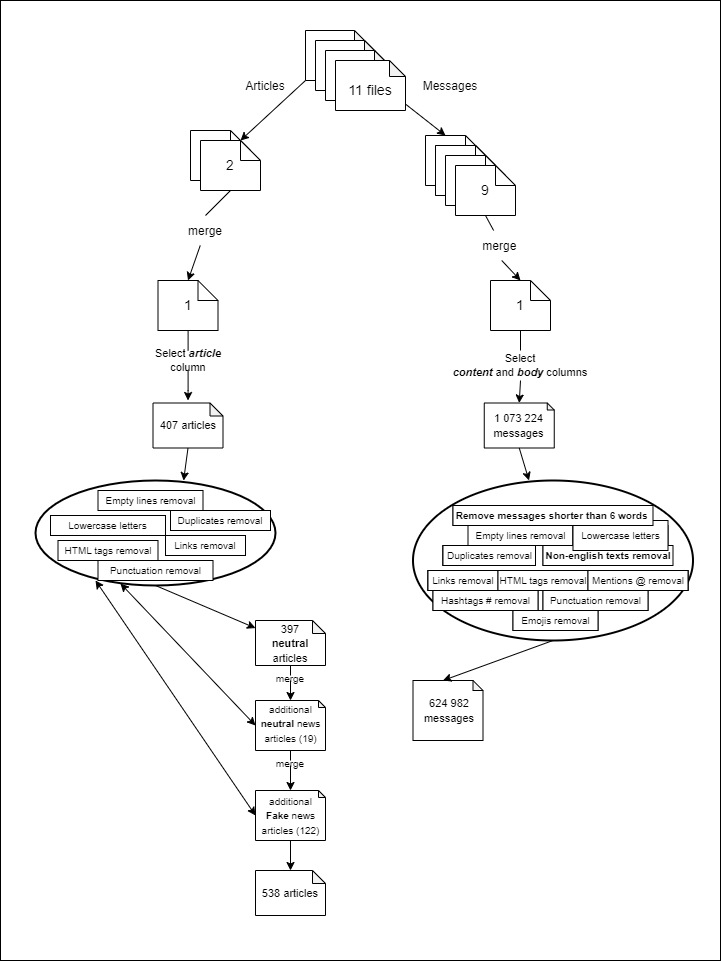 Articles
11 files
Messages
2
9
merge
merge
1
1
Select article
column
Select
content and body columns
407 articles
1 073 224
messages
Empty lines removal
Lowercase letters
Duplicates removal
HTML tags removal
Links removal
Punctuation removal
Remove messages shorter than 6 words
Empty lines removal
Lowercase letters
Duplicates removal
Non-english texts removal
Links removal
HTML tags removal
Mentions @ removal
Hashtags # removal
Punctuation removal
Emojis removal
397
neutral
articles
merge
additional
neutral news
articles (19)
merge
additional
Fake news
articles (122)
538 articles
624 982
messages